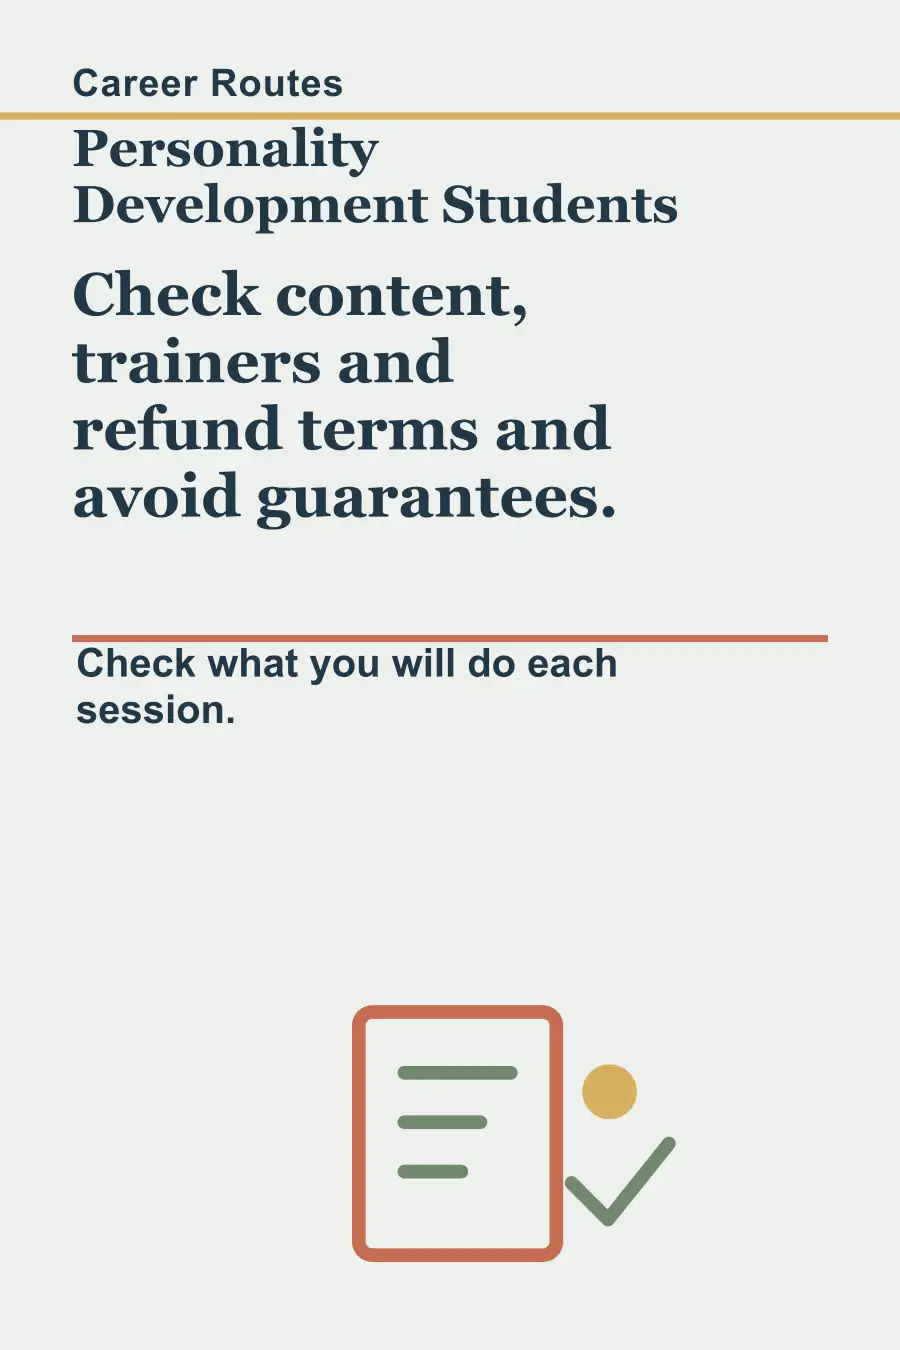 Career Routes
Personality
Development Students
Check content,
trainers and
refund terms and
avoid guarantees.
Check what you will do each
session.